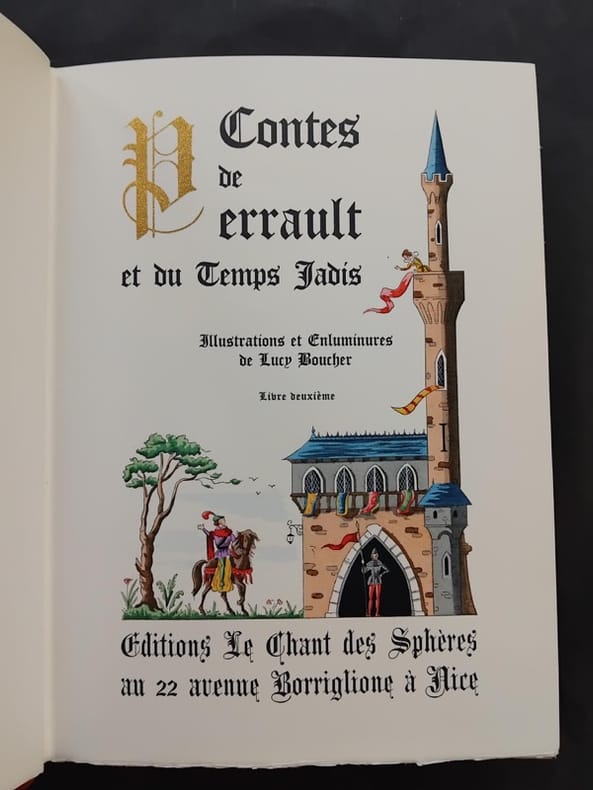 Contes
de
Perrault
et du Temps Jadis
Illustrations et Enluminures
de Lucy Boucher
Livre deuxième
Editions Le Chant des Sphères
au 22 avenue Borriglione à Nice